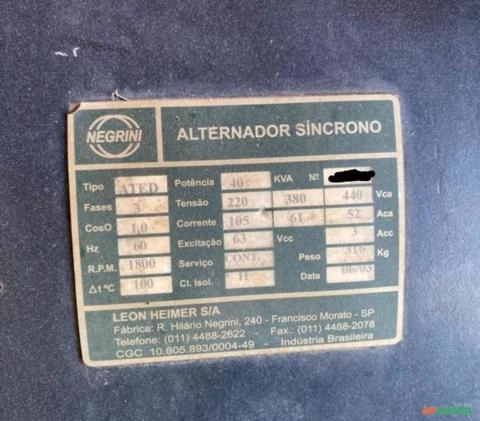 NEGRINI
ALTERNADOR SÍNCRONO
Tipo ATED Potência 40 KVA Nº
Fases 3 Tensão 220 380 440 Vca
CosO 1,0 Corrente 105 61 52 Aca
Hz 60 Excitação 63 Vcc 3 Acc
R.P.M. 1800 Serviço CONT. Peso 310 Kg
Δt ºC 100 Cl. Isol. H Data 06/03
LEON HEIMER S/A
Fábrica: R. Hilário Negrini, 240 - Francisco Morato - SP
Telefone: (011) 4488-2622 - Fax.: (011) 4488-2078
CGC 10.805.893/0004-49 - Indústria Brasileira